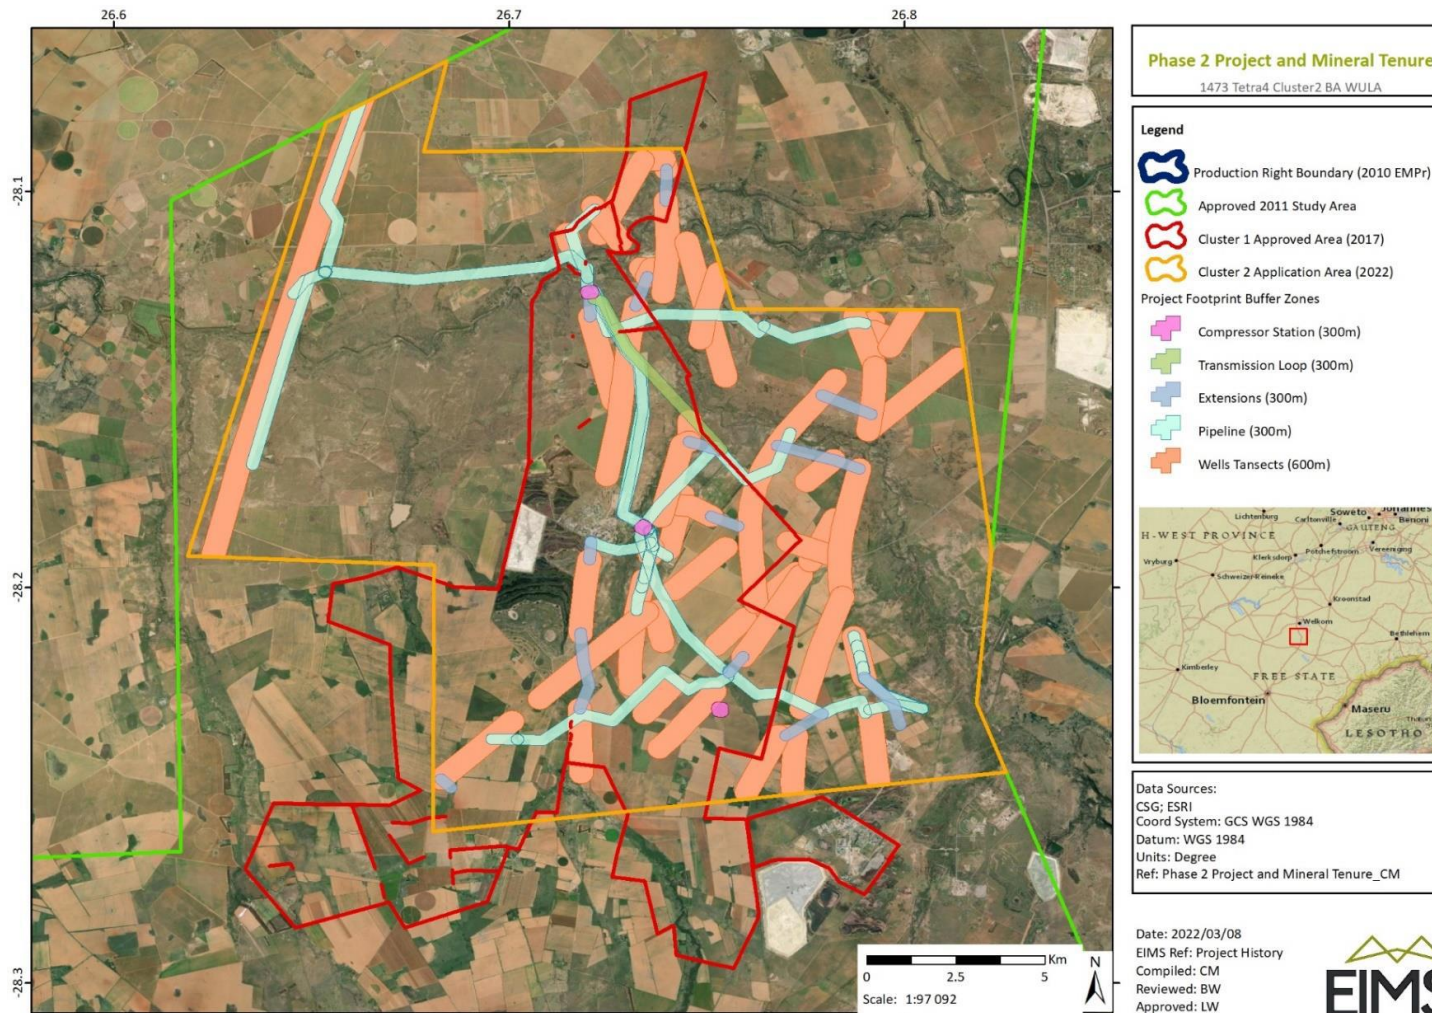 26.6
26.7
26.8
-28.1
-28.2
-28.3
Phase 2 Project and Mineral Tenure
1473 Tetra4 Cluster2 BA WULA
Legend
Production Right Boundary (2010 EMPr)
Approved 2011 Study Area
Cluster 1 Approved Area (2017)
Cluster 2 Application Area (2022)
Project Footprint Buffer Zones
Compressor Station (300m)
Transmission Loop (300m)
Extensions (300m)
Pipeline (300m)
Wells Tansects (600m)
Lichtenburg
Carltonville
Soweto
Johannes
Benoni
GAUTENG
H-WEST PROVINCE
Klerksdorp
Potchefstroom
Vereeniging
Vryburg
Schweizer-Reneke
Kroonstad
Welkom
Bethlehem
Kimberley
FREE STATE
Bloemfontein
Maseru
LESOTHO
Data Sources:
CSG; ESRI
Coord System: GCS WGS 1984
Datum: WGS 1984
Units: Degree
Ref: Phase 2 Project and Mineral Tenure_CM
Date: 2022/03/08
EIMS Ref: Project History
Compiled: CM
Reviewed: BW
Approved: LW
EIMS
Km
0 2.5 5
Scale: 1:97 092
N